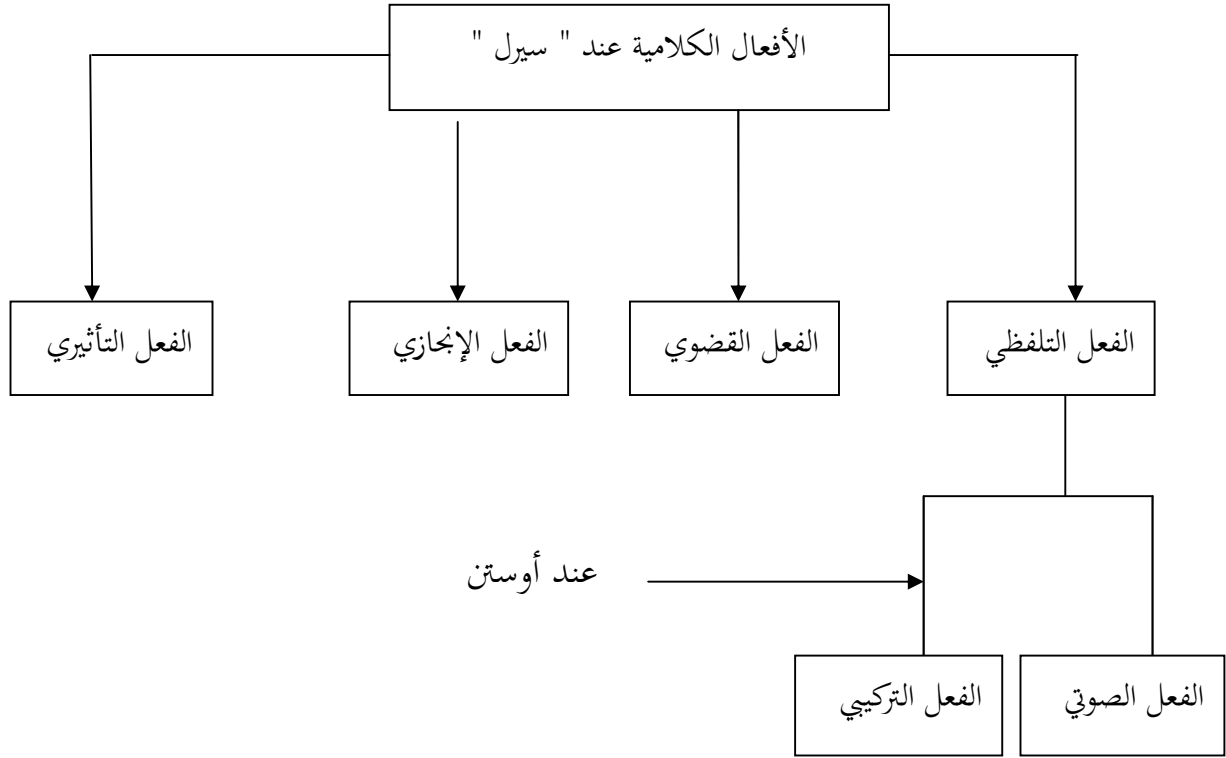 الأفعال الكلامية عند " سيرل "
الفعل التلفظي
الفعل القضوي
الفعل الإنجازي
الفعل التأثيري
عند أوستن
الفعل الصوتي
الفعل التركيبي